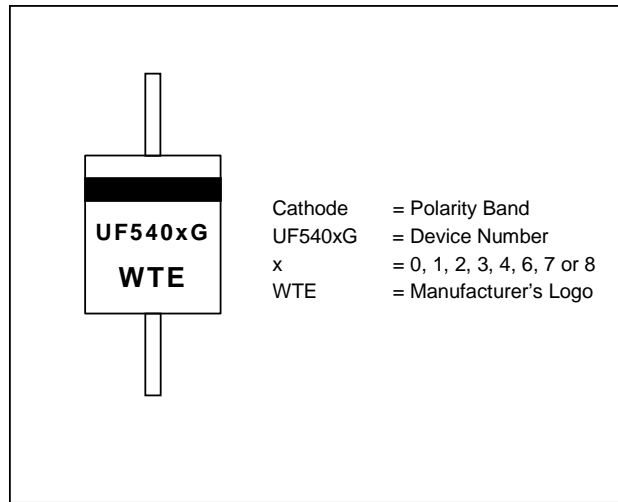 UF540xG
WTE
Cathode = Polarity Band
UF540xG = Device Number
x = 0, 1, 2, 3, 4, 6, 7 or 8
WTE = Manufacturer’s Logo